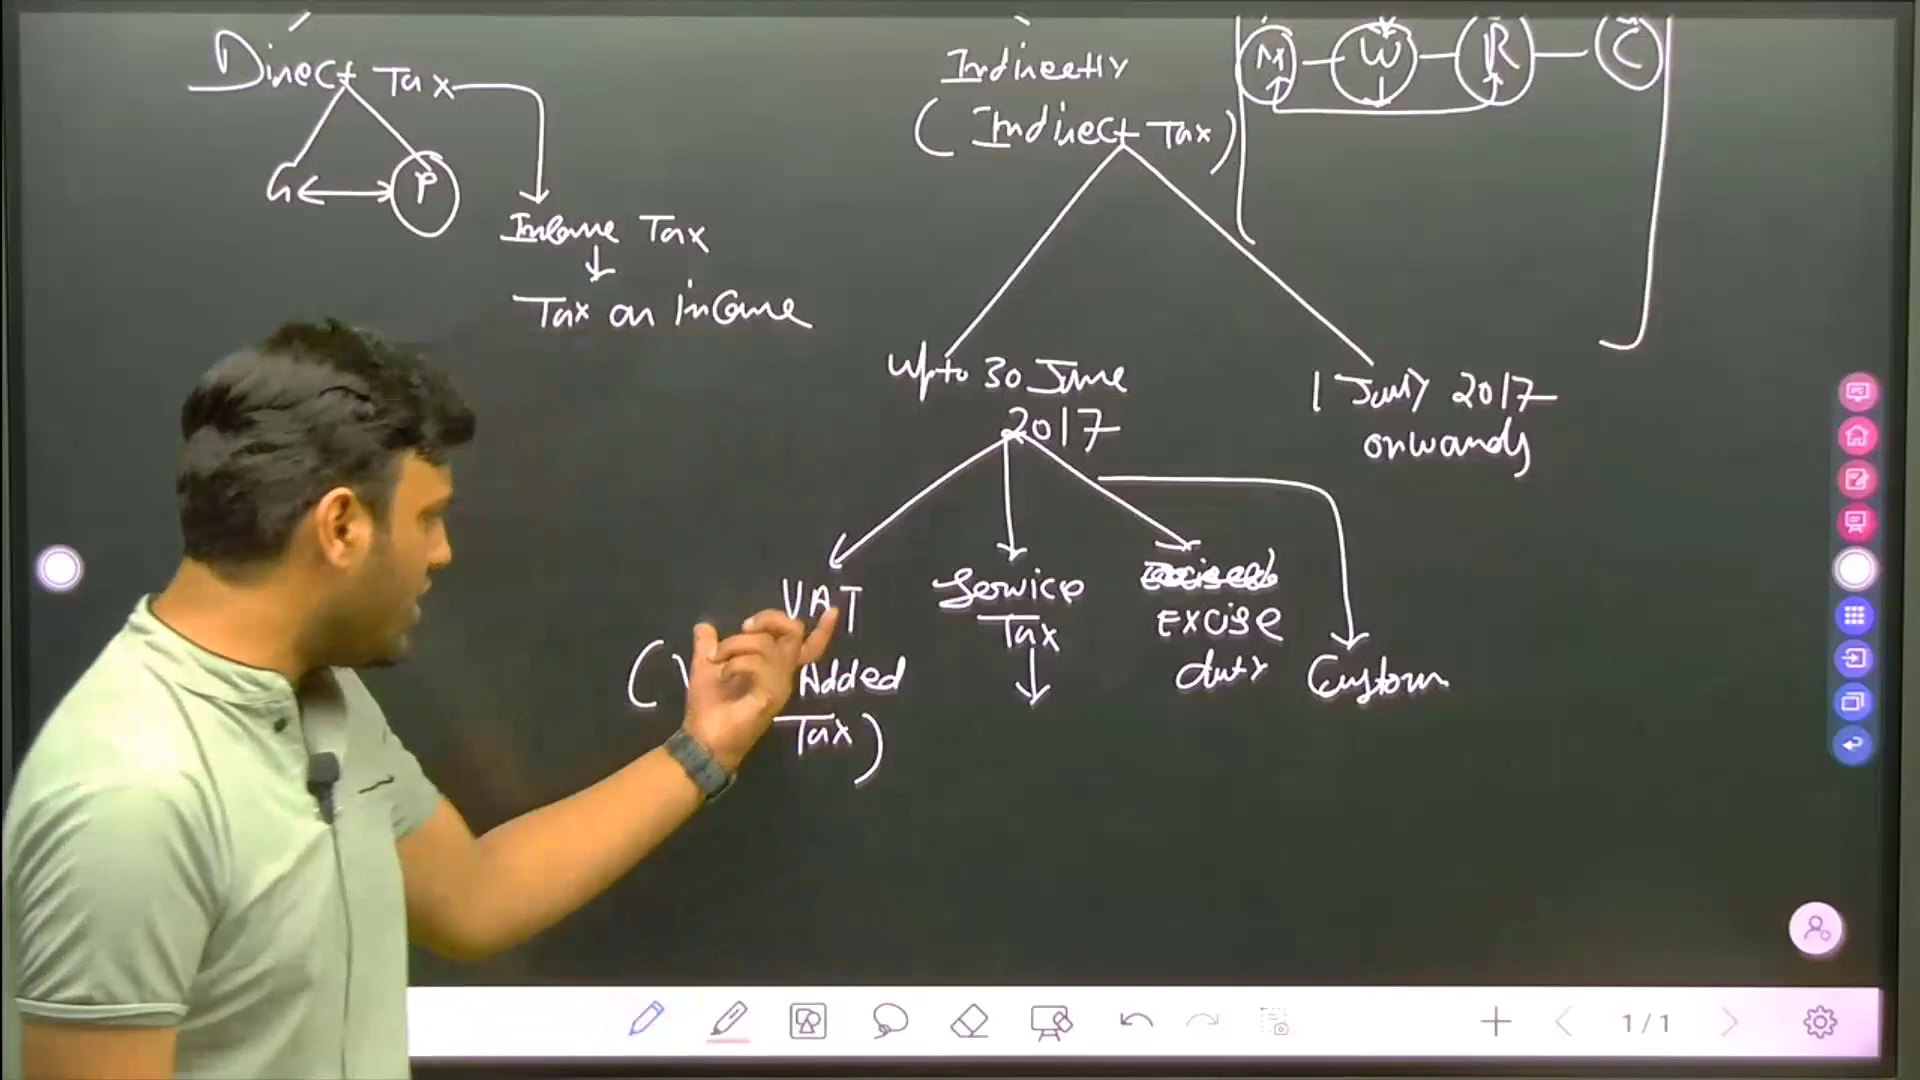 Direct Tax
G P
Income Tax
Tax on Income
Indirectly
(Indirect Tax)
M W R C
Upto 30 June
2017
1 July 2017
onwards
VAT
( Added
Tax)
Service
Tax
Excise
duty
Custom
1/1